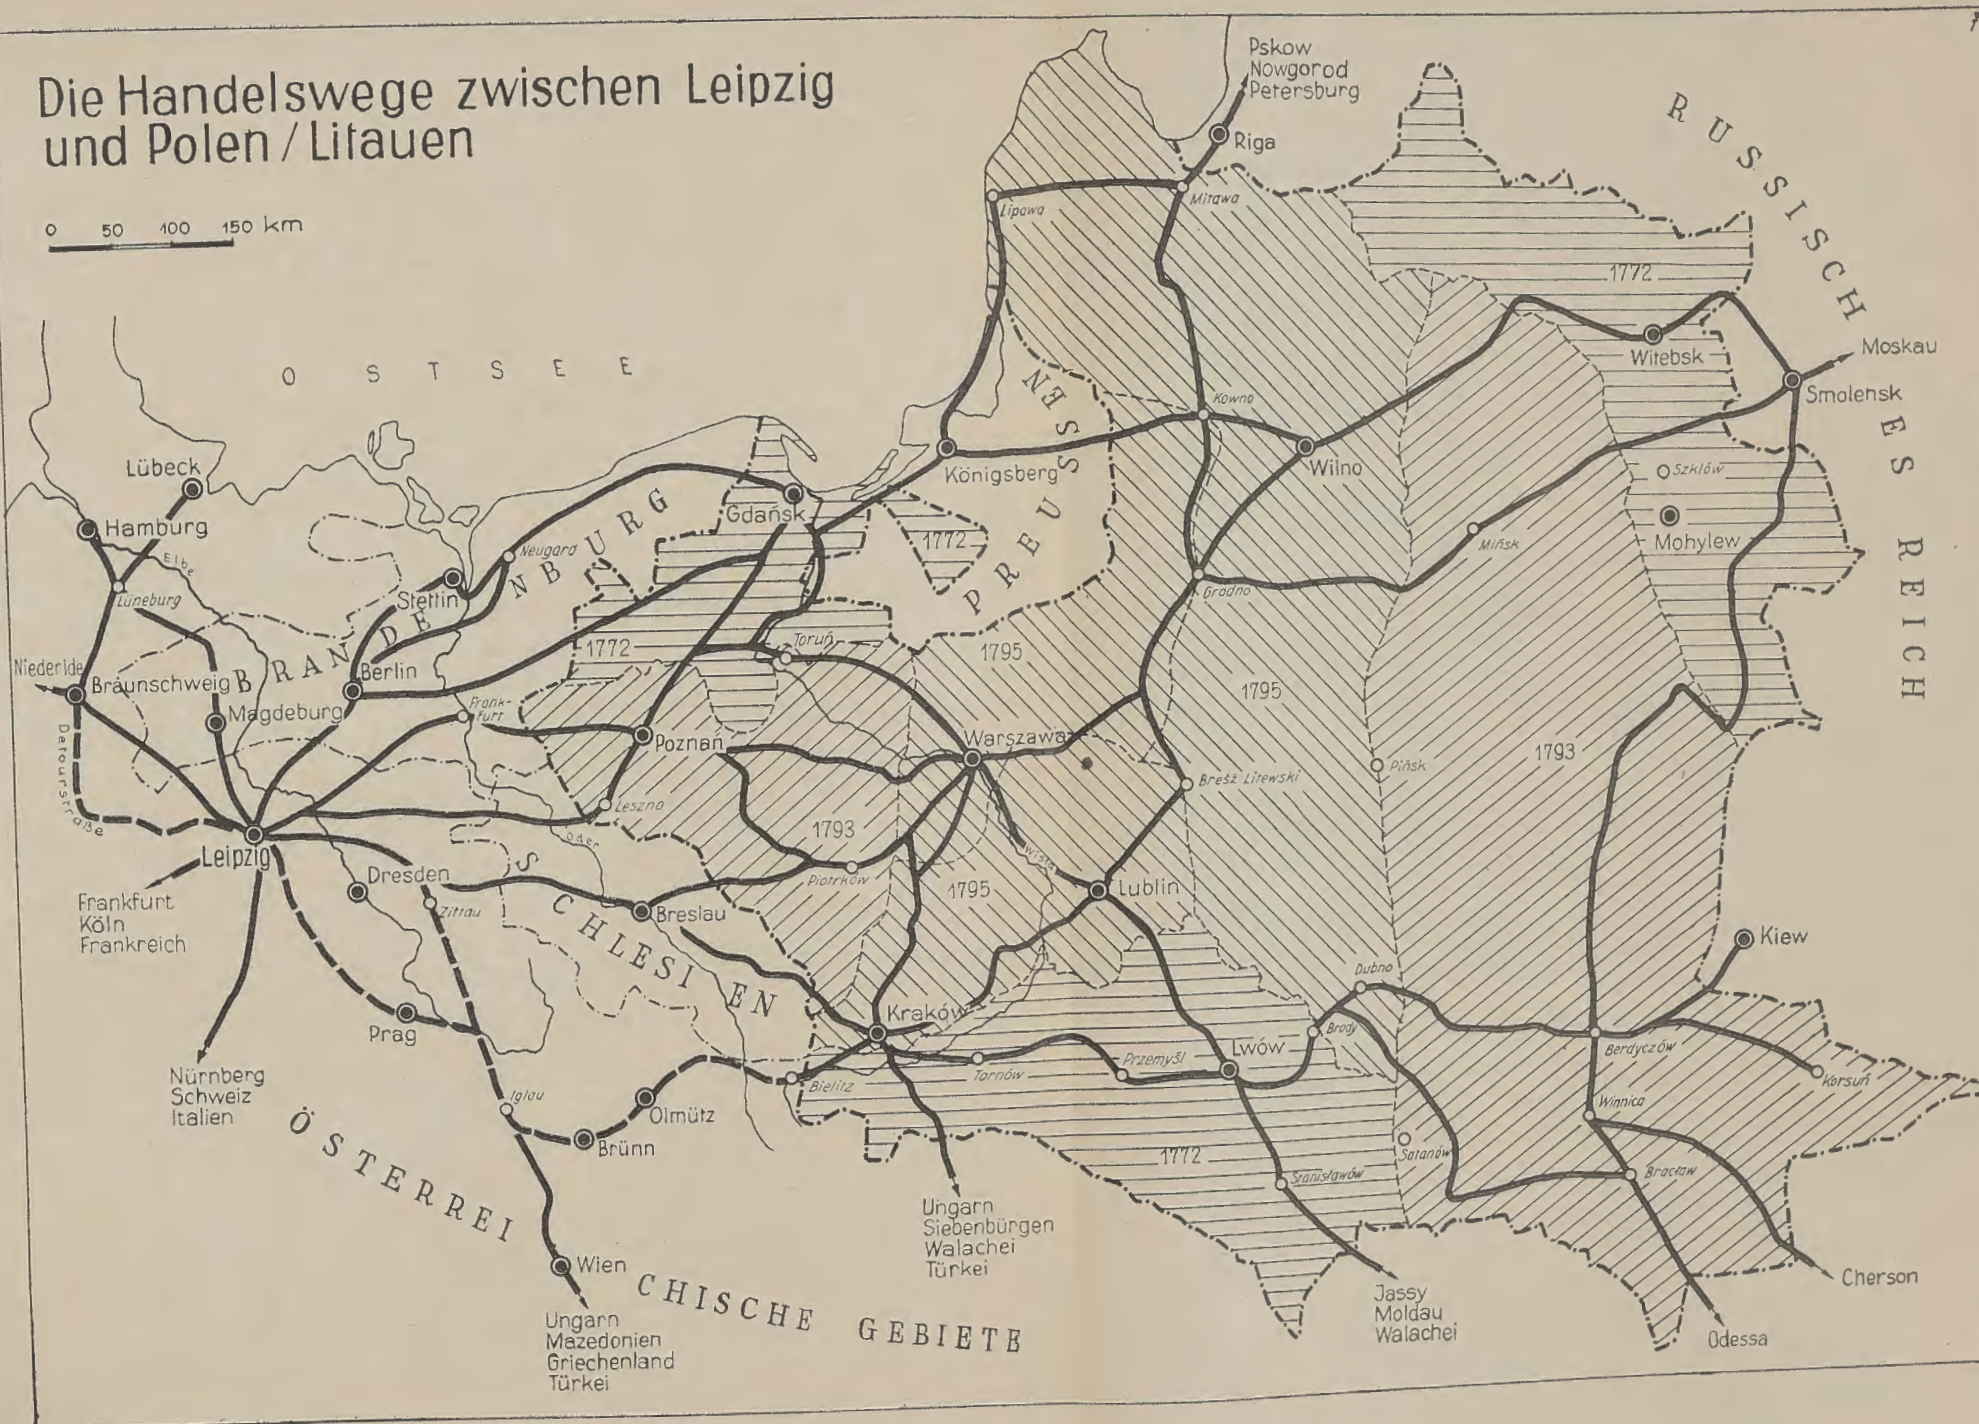 Die Handelswege zwischen Leipzig
und Polen / Litauen
0 50 100 150 km
Pskow
Nowgorod
Petersburg
Riga
RUSSISCHES REICH
Lipawa
Mitawa
1772
Witebsk
Moskau
Smolensk
OSTSEE
Lübeck
Hamburg
Elbe
Lüneburg
Neugard
Stettin
Gdańsk
Königsberg
PREUSSEN
1772
Kowno
Wilno
Szklów
Mohylew
Mińsk
Grodno
BRANDENBURG
Niederlde
Braunschweig
Magdeburg
Berlin
Frank-
furt
1772
Toruń
1795
1795
1793
Poznań
Warszawa
Leszno
Brešž Litewski
Pińsk
Detourstraße
Leipzig
Oder
1793
Piotrków
1795
Wisła
Lublin
Dresden
Zittau
SCHLESIEN
Breslau
Frankfurt
Köln
Frankreich
Kiew
Dubno
Kraków
Prag
Brody
Lwów
Berdyczów
Korsuń
Tarnów
Przemyśl
Bielitz
Nürnberg
Schweiz
Italien
Iglau
Olmütz
Brünn
Winnica
Satanów
1772
Stanisławów
Bracław
ÖSTERREICHISCHE GEBIETE
Wien
Ungarn
Siebenbürgen
Walachei
Türkei
Cherson
Jassy
Moldau
Walachei
Odessa
Ungarn
Mazedonien
Griechenland
Türkei